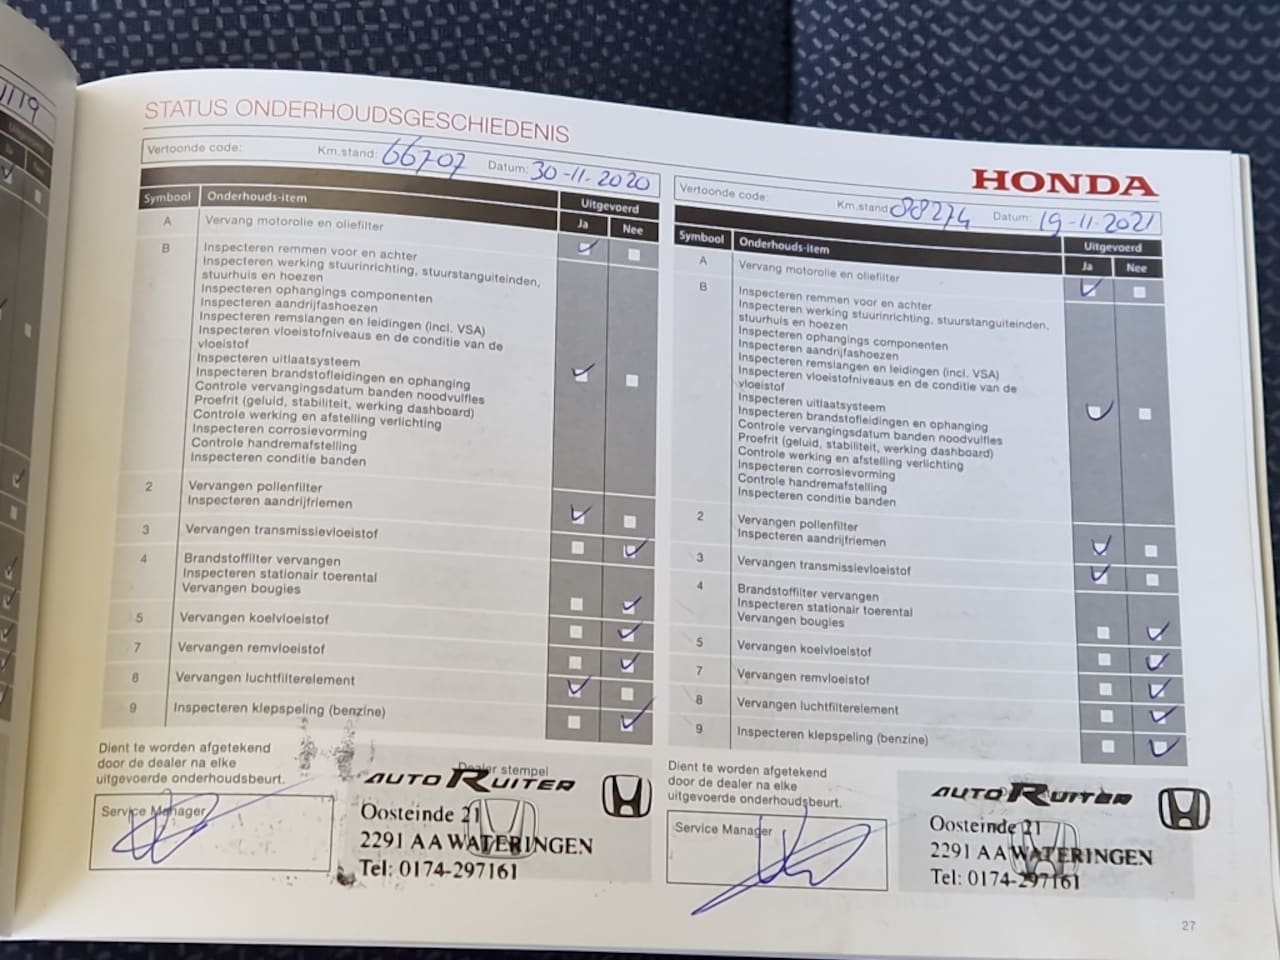 STATUS ONDERHOUDSGESCHIEDENIS
Vertoonde code: Km.stand: 66707 Datum: 30-11-2020
Symbool Onderhouds-item Uitgevoerd
Ja Nee
A Vervang motorolie en oliefilter
B Inspecteren remmen voor en achter
Inspecteren werking stuurinrichting, stuurstanguiteinden,
stuurhuis en hoezen
Inspecteren ophangings componenten
Inspecteren aandrijfashoezen
Inspecteren remslangen en leidingen (incl. VSA)
Inspecteren vloeistofniveaus en de conditie van de
vloeistof
Inspecteren uitlaatsysteem
Inspecteren brandstofleidingen en ophanging
Controle vervangingsdatum banden noodvulfles
Proefrit (geluid, stabiliteit, werking dashboard)
Controle werking en afstelling verlichting
Inspecteren corrosievorming
Controle handremafstelling
Inspecteren conditie banden
2 Vervangen pollenfilter
Inspecteren aandrijfriemen
3 Vervangen transmissievloeistof
4 Brandstoffilter vervangen
Inspecteren stationair toerental
Vervangen bougies
5 Vervangen koelvloeistof
7 Vervangen remvloeistof
8 Vervangen luchtfilterelement
9 Inspecteren klepspeling (benzine)
Dient te worden afgetekend
door de dealer na elke
uitgevoerde onderhoudsbeurt.
Service Manager
Dealer stempel
AUTO RUITER
Oosteinde 21
2291 AA WATERINGEN
Tel: 0174-297161
HONDA
Vertoonde code: Km.stand 88274 Datum: 19-11-2021
Symbool Onderhouds-item Uitgevoerd
Ja Nee
A Vervang motorolie en oliefilter
B Inspecteren remmen voor en achter
Inspecteren werking stuurinrichting, stuurstanguiteinden,
stuurhuis en hoezen
Inspecteren ophangings componenten
Inspecteren aandrijfashoezen
Inspecteren remslangen en leidingen (incl. VSA)
Inspecteren vloeistofniveaus en de conditie van de
vloeistof
Inspecteren uitlaatsysteem
Inspecteren brandstofleidingen en ophanging
Controle vervangingsdatum banden noodvulfles
Proefrit (geluid, stabiliteit, werking dashboard)
Controle werking en afstelling verlichting
Inspecteren corrosievorming
Controle handremafstelling
Inspecteren conditie banden
2 Vervangen pollenfilter
Inspecteren aandrijfriemen
3 Vervangen transmissievloeistof
4 Brandstoffilter vervangen
Inspecteren stationair toerental
Vervangen bougies
5 Vervangen koelvloeistof
7 Vervangen remvloeistof
8 Vervangen luchtfilterelement
9 Inspecteren klepspeling (benzine)
Dient te worden afgetekend
door de dealer na elke
uitgevoerde onderhoudsbeurt.
Service Manager
AUTO RUITER
Oosteinde 21
2291 AA WATERINGEN
Tel: 0174-297161
27